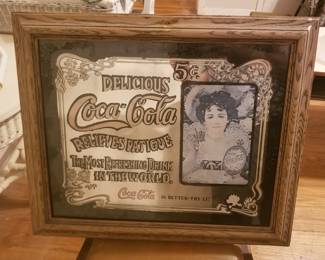 DELICIOUS 5¢
Coca-Cola
RELIEVES FATIGUE
THE MOST REFRESHING DRINK
IN THE WORLD.
Coca-Cola